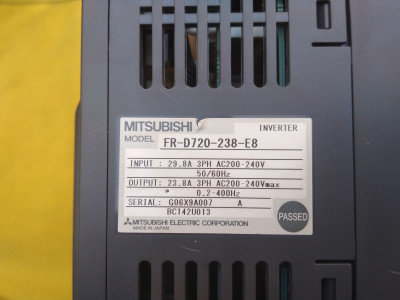 MITSUBISHI INVERTER
MODEL FR-D720-238-E8
INPUT : 29.8A 3PH AC200-240V
50/60Hz
OUTPUT: 23.8A 3PH AC200-240Vmax
0.2-400Hz
SERIAL: G06X9A007 A
BC142U013
PASSED
MITSUBISHI ELECTRIC CORPORATION
MADE IN JAPAN